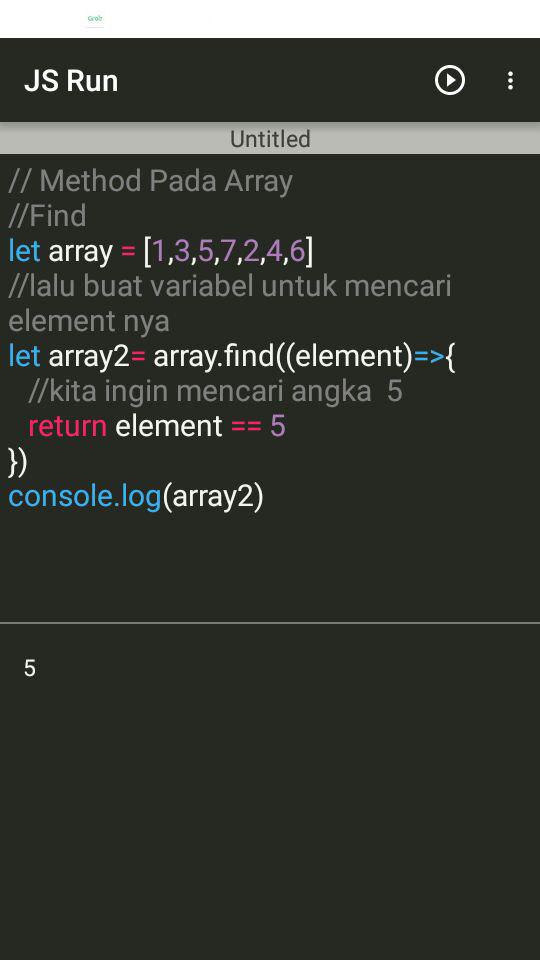 Grab
JS Run
Untitled
// Method Pada Array
//Find
let array = [1,3,5,7,2,4,6]
//lalu buat variabel untuk mencari
element nya
let array2= array.find((element)=>{
//kita ingin mencari angka  5
return element == 5
})
console.log(array2)
5